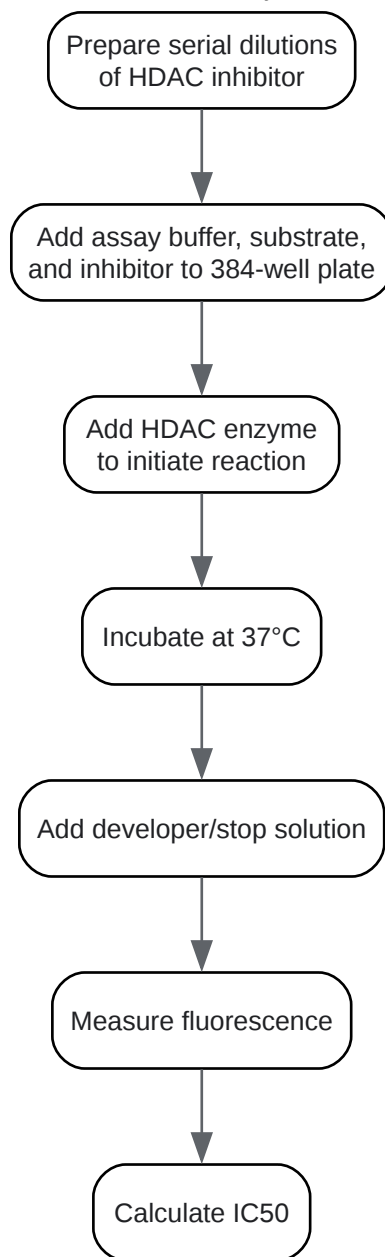 Prepare serial dilutions
of HDAC inhibitor
Add assay buffer, substrate,
and inhibitor to 384-well plate
Add HDAC enzyme
to initiate reaction
Incubate at 37°C
Add developer/stop solution
Measure fluorescence
Calculate IC50